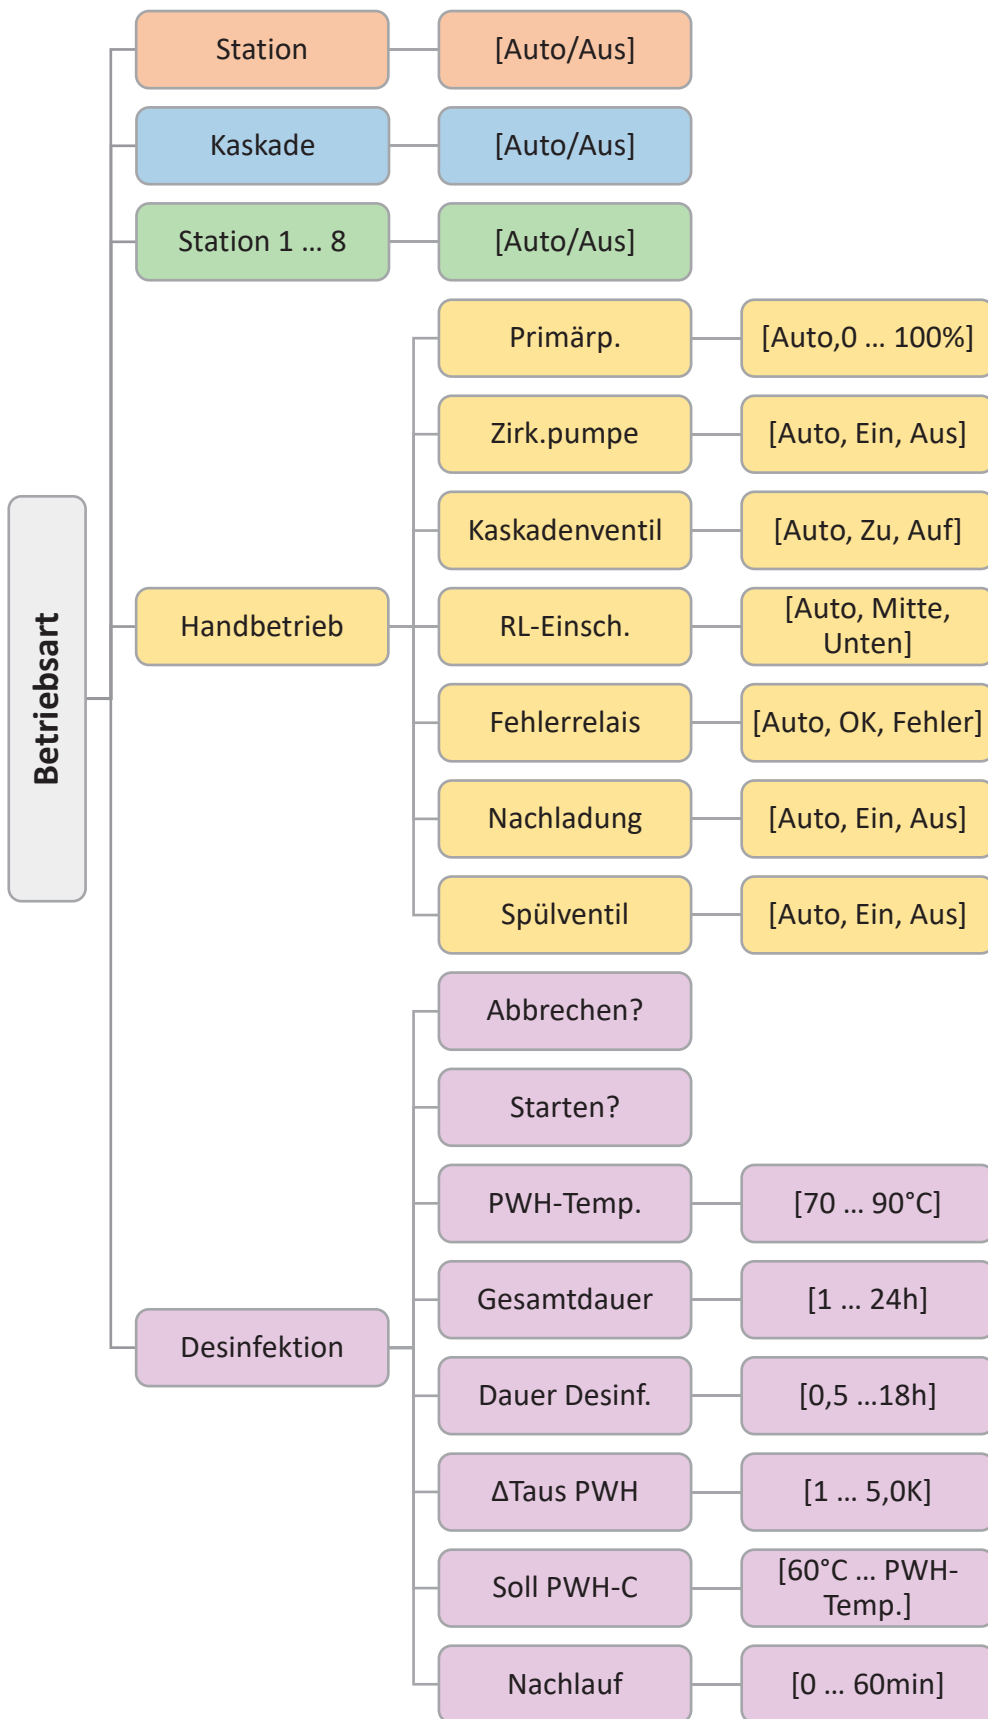 Betriebsart
Station
[Auto/Aus]
Kaskade
[Auto/Aus]
Station 1 ... 8
[Auto/Aus]
Handbetrieb
Primärp.
[Auto,0 ... 100%]
Zirk.pumpe
[Auto, Ein, Aus]
Kaskadenventil
[Auto, Zu, Auf]
RL-Einsch.
[Auto, Mitte,
Unten]
Fehlerrelais
[Auto, OK, Fehler]
Nachladung
[Auto, Ein, Aus]
Spülventil
[Auto, Ein, Aus]
Desinfektion
Abbrechen?
Starten?
PWH-Temp.
[70 ... 90°C]
Gesamtdauer
[1 ... 24h]
Dauer Desinf.
[0,5 ...18h]
ΔTaus PWH
[1 ... 5,0K]
Soll PWH-C
[60°C ... PWH-
Temp.]
Nachlauf
[0 ... 60min]